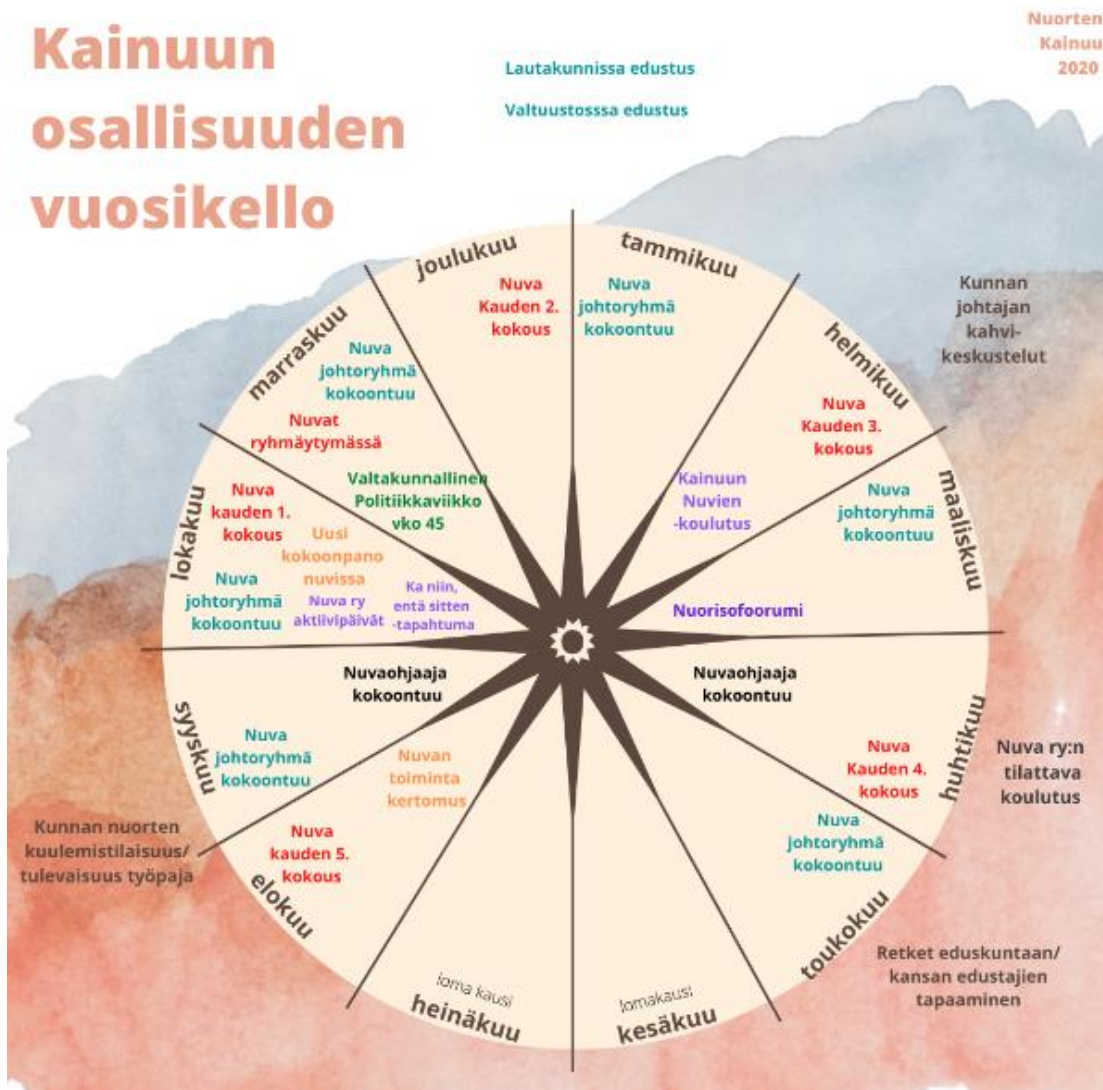 Kainuun
osallisuuden
vuosikello
Nuorten
Kainuu
2020
Lautakunnissa edustus
Valtuustosssa edustus
tammikuu
Nuva
johtoryhmä
kokoontuu
helmikuu
Nuva
Kauden 3.
kokous
Kainuun
Nuvien
-koulutus
Kunnan
johtajan
kahvi-
keskustelut
maaliskuu
Nuva
johtoryhmä
kokoontuu
Nuorisofoorumi
huhtikuu
Nuvaohjaaja
kokoontuu
Nuva
Kauden 4.
kokous
Nuva ry:n
tilattava
koulutus
toukokuu
Nuva
johtoryhmä
kokoontuu
Retket eduskuntaan/
kansan edustajien
tapaaminen
lomakausi
kesäkuu
loma kausi
heinäkuu
elokuu
Nuvan
toiminta
kertomus
Nuva
kauden 5.
kokous
Kunnan nuorten
kuulemistilaisuus/
tulevaisuus työpaja
syyskuu
Nuvaohjaaja
kokoontuu
Nuva
johtoryhmä
kokoontuu
lokakuu
Nuva
kauden 1.
kokous
Uusi
kokoonpano
nuvissa
Nuva
johtoryhmä
kokoontuu
Nuva ry
aktiivipäivät
Ka niin,
entä sitten
-tapahtuma
marraskuu
Nuva
johtoryhmä
kokoontuu
Nuvat
ryhmäytymässä
Valtakunnallinen
Politiikkaviikko
vko 45
joulukuu
Nuva
Kauden 2.
kokous